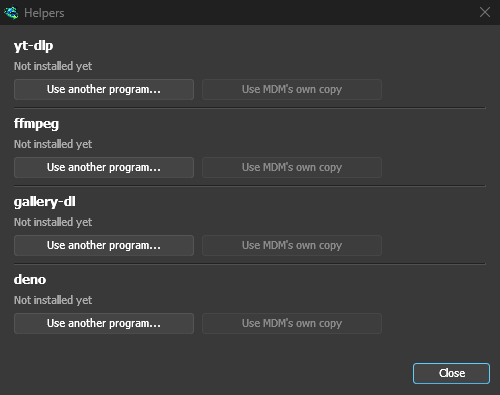 Helpers
yt-dlp
Not installed yet
Use another program...
Use MDM's own copy
ffmpeg
Not installed yet
Use another program...
Use MDM's own copy
gallery-dl
Not installed yet
Use another program...
Use MDM's own copy
deno
Not installed yet
Use another program...
Use MDM's own copy
Close